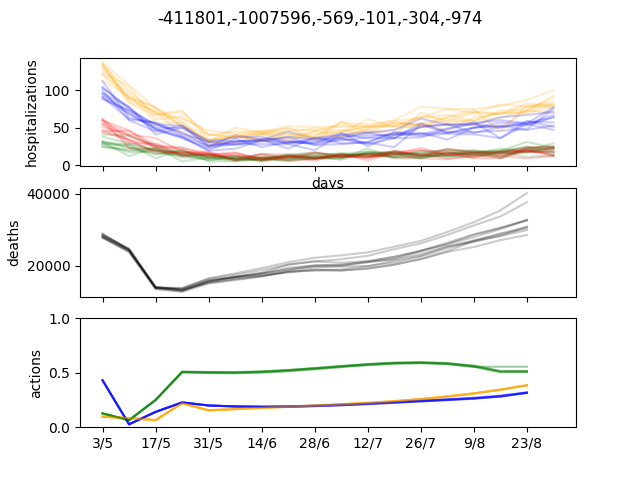 -411801,-1007596,-569,-101,-304,-974
hospitalizations
100
50
0
days
deaths
40000
20000
actions
1.0
0.5
0.0
3/5 17/5 31/5 14/6 28/6 12/7 26/7 9/8 23/8